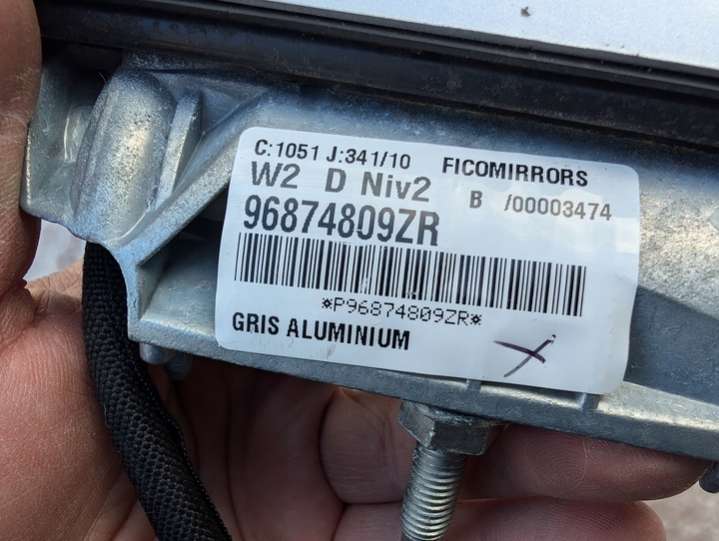 C:1051 J:341/10 FICOMIRRORS
W2 D Niv2 B /00003474
96874809ZR
*P96874809ZR*
GRIS ALUMINIUM